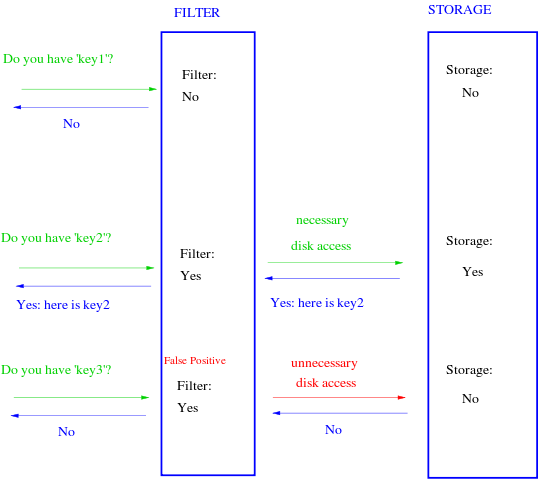 FILTER
STORAGE
Do you have 'key1'?
Filter:
No
Storage:
No
No
necessary
disk access
Do you have 'key2'?
Filter:
Yes
Storage:
Yes
Yes: here is key2
Yes: here is key2
False Positive
unnecessary
disk access
Do you have 'key3'?
Filter:
Yes
Storage:
No
No
No